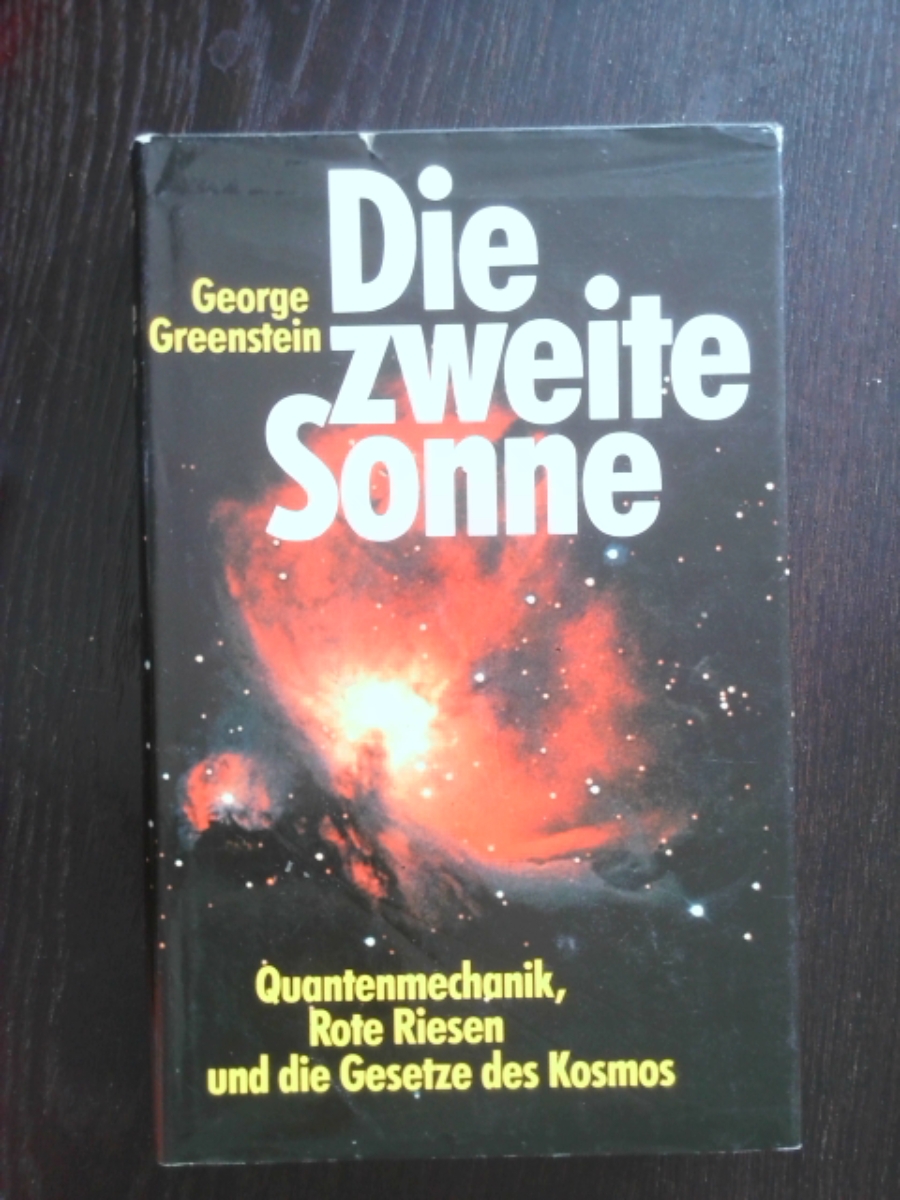 Die
zweite
Sonne
George
Greenstein
Quantenmechanik,
Rote Riesen
und die Gesetze des Kosmos